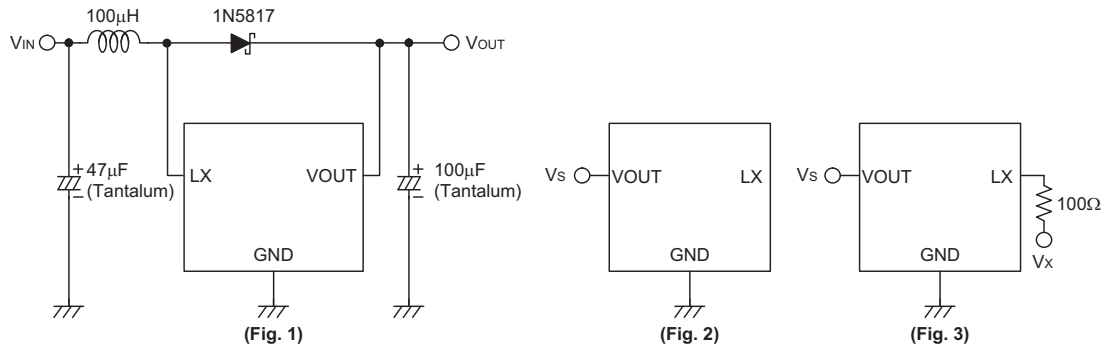 100μH
1N5817
VIN
VOUT
47μF
(Tantalum)
LX
VOUT
GND
100μF
(Tantalum)
(Fig. 1)
VS
VOUT
LX
GND
(Fig. 2)
VS
VOUT
LX
GND
100Ω
VX
(Fig. 3)